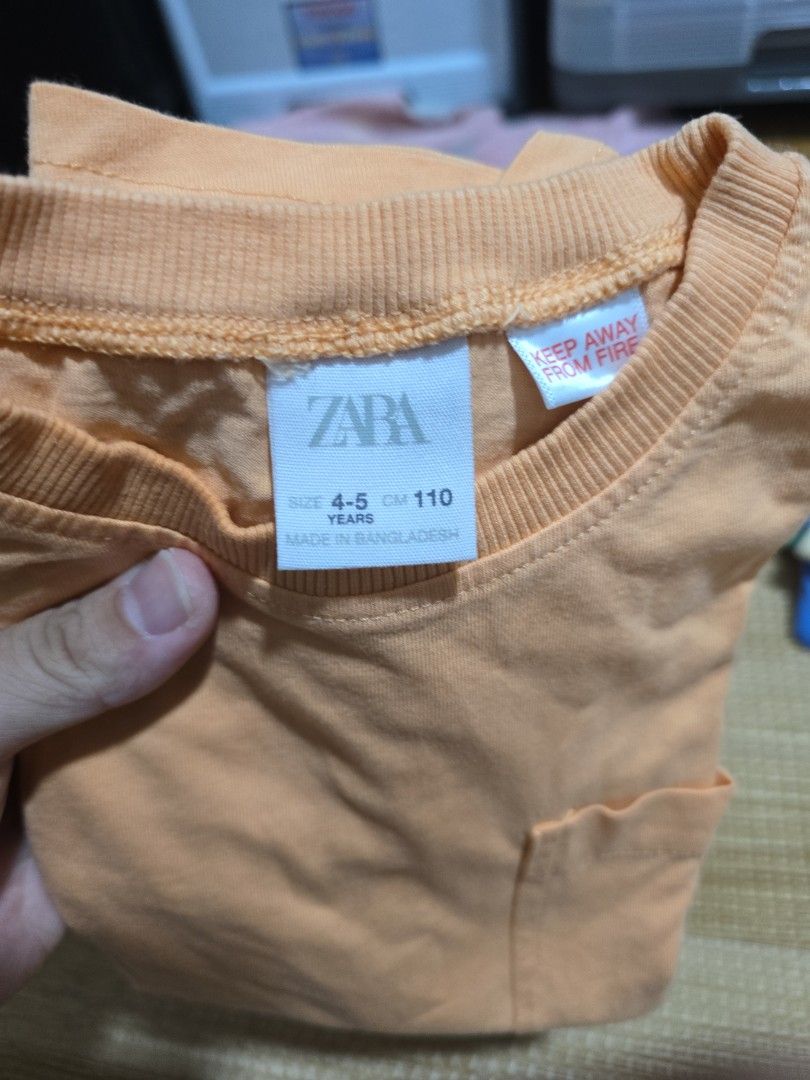 KEEP AWAY
FROM FIRE
ZARA
SIZE 4-5 CM 110
YEARS
MADE IN BANGLADESH